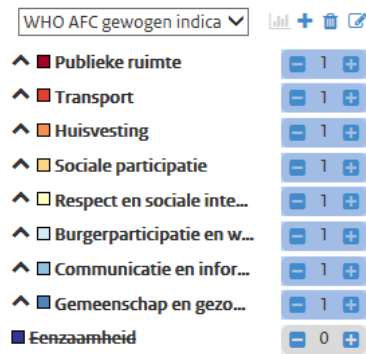 WHO AFC gewogen indica
Publieke ruimte 1
Transport 1
Huisvesting 1
Sociale participatie 1
Respect en sociale inte... 1
Burgerparticipatie en w... 1
Communicatie en infor... 1
Gemeenschap en gezo... 1
Eenzaamheid 0